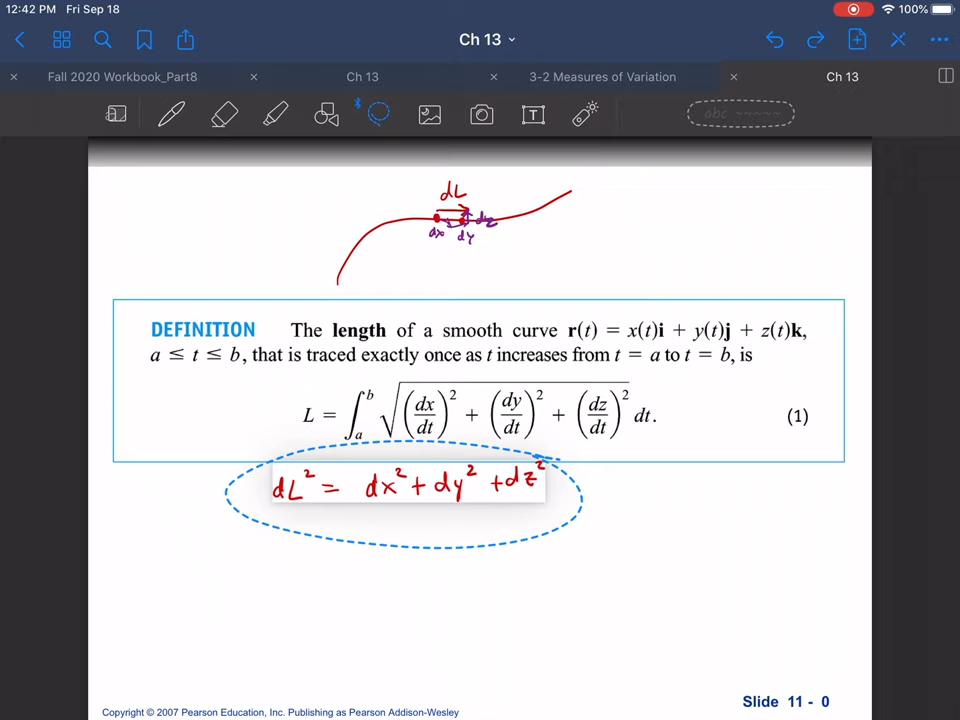 12:42 PM Fri Sep 18 100%
Ch 13
Fall 2020 Workbook_Part8 Ch 13 3-2 Measures of Variation Ch 13
T abc
dL
dx dy dz
DEFINITION The length of a smooth curve r(t) = x(t)i + y(t)j + z(t)k,
a ≤ t ≤ b, that is traced exactly once as t increases from t = a to t = b, is
L = ∫_a^b √((dx/dt)² + (dy/dt)² + (dz/dt)²) dt. (1)
dL² = dx² + dy² + dz²
Slide 11 - 0
Copyright © 2007 Pearson Education, Inc. Publishing as Pearson Addison-Wesley